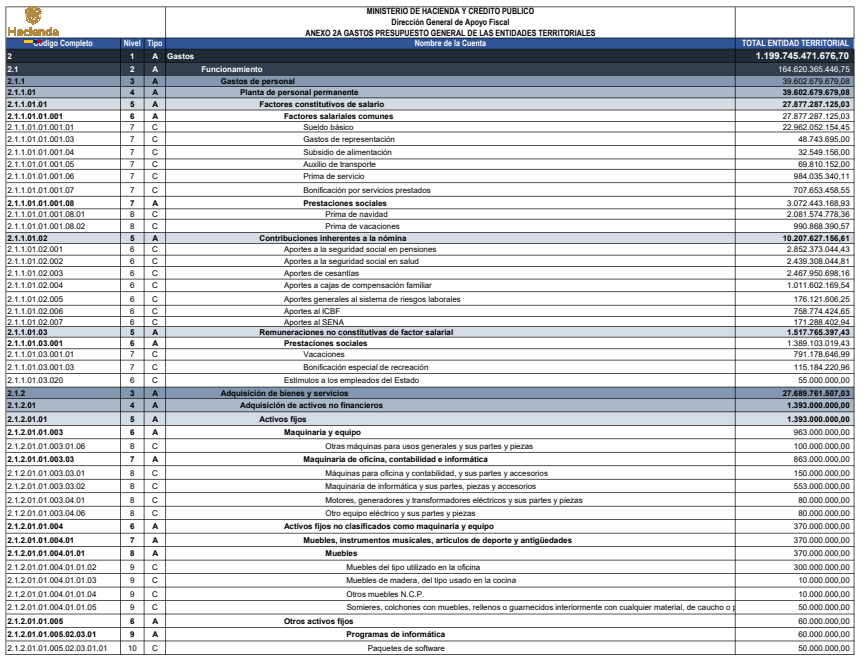 Hacienda
MINISTERIO DE HACIENDA Y CRÉDITO PÚBLICO
Dirección General de Apoyo Fiscal
ANEXO 2A GASTOS PRESUPUESTO GENERAL DE LAS ENTIDADES TERRITORIALES
Código Completo Nivel Tipo Nombre de la Cuenta TOTAL ENTIDAD TERRITORIAL
2 1 A Gastos 1.199.745.471.676,70
2.1 2 A Funcionamiento 164.620.365.446,75
2.1.1 3 A Gastos de personal 39.602.679.679,08
2.1.1.01 4 A Planta de personal permanente 39.602.679.679,08
2.1.1.01.01 5 A Factores constitutivos de salario 27.877.287.125,03
2.1.1.01.01.001 6 A Factores salariales comunes 27.877.287.125,03
2.1.1.01.01.001.01 7 C Sueldo básico 22.962.052.154,45
2.1.1.01.01.001.03 7 C Gastos de representación 48.743.695,00
2.1.1.01.01.001.04 7 C Subsidio de alimentación 32.549.156,00
2.1.1.01.01.001.05 7 C Auxilio de transporte 69.810.152,00
2.1.1.01.01.001.06 7 C Prima de servicio 984.035.340,11
2.1.1.01.01.001.07 7 C Bonificación por servicios prestados 707.653.458,55
2.1.1.01.01.001.08 7 A Prestaciones sociales 3.072.443.168,93
2.1.1.01.01.001.08.01 8 C Prima de navidad 2.081.574.778,36
2.1.1.01.01.001.08.02 8 C Prima de vacaciones 990.868.390,57
2.1.1.01.02 5 A Contribuciones inherentes a la nómina 10.207.627.156,61
2.1.1.01.02.001 6 C Aportes a la seguridad social en pensiones 2.852.373.044,43
2.1.1.01.02.002 6 C Aportes a la seguridad social en salud 2.439.308.044,81
2.1.1.01.02.003 6 C Aportes de cesantías 2.467.950.698,16
2.1.1.01.02.004 6 C Aportes a cajas de compensación familiar 1.011.602.169,54
2.1.1.01.02.005 6 C Aportes generales al sistema de riesgos laborales 176.121.606,25
2.1.1.01.02.006 6 C Aportes al ICBF 758.774.424,65
2.1.1.01.02.007 6 C Aportes al SENA 171.288.402,94
2.1.1.01.03 5 A Remuneraciones no constitutivas de factor salarial 1.517.765.397,43
2.1.1.01.03.001 6 A Prestaciones sociales 1.389.103.019,43
2.1.1.01.03.001.01 7 C Vacaciones 791.178.646,99
2.1.1.01.03.001.03 7 C Bonificación especial de recreación 115.184.220,96
2.1.1.01.03.020 6 C Estímulos a los empleados del Estado 55.000.000,00
2.1.2 3 A Adquisición de bienes y servicios 27.689.761.507,03
2.1.2.01 4 A Adquisición de activos no financieros 1.393.000.000,00
2.1.2.01.01 5 A Activos fijos 1.393.000.000,00
2.1.2.01.01.003 6 A Maquinaria y equipo 963.000.000,00
2.1.2.01.01.003.01.06 8 C Otras máquinas para usos generales y sus partes y piezas 100.000.000,00
2.1.2.01.01.003.03 7 A Maquinaria de oficina, contabilidad e informática 863.000.000,00
2.1.2.01.01.003.03.01 8 C Máquinas para oficina y contabilidad, y sus partes y accesorios 150.000.000,00
2.1.2.01.01.003.03.02 8 C Maquinaria de informática y sus partes, piezas y accesorios 553.000.000,00
2.1.2.01.01.003.04.01 8 C Motores, generadores y transformadores eléctricos y sus partes y piezas 80.000.000,00
2.1.2.01.01.003.04.06 8 C Otro equipo eléctrico y sus partes y piezas 80.000.000,00
2.1.2.01.01.004 6 A Activos fijos no clasificados como maquinaria y equipo 370.000.000,00
2.1.2.01.01.004.01 7 A Muebles, instrumentos musicales, artículos de deporte y antigüedades 370.000.000,00
2.1.2.01.01.004.01.01 8 A Muebles 370.000.000,00
2.1.2.01.01.004.01.01.02 9 C Muebles del tipo utilizado en la oficina 300.000.000,00
2.1.2.01.01.004.01.01.03 9 C Muebles de madera, del tipo usado en la cocina 10.000.000,00
2.1.2.01.01.004.01.01.04 9 C Otros muebles N.C.P. 10.000.000,00
2.1.2.01.01.004.01.01.05 9 C Somieres, colchones con muebles, rellenos o guarnecidos interiormente con cualquier material, de caucho o p 50.000.000,00
2.1.2.01.01.005 6 A Otros activos fijos 60.000.000,00
2.1.2.01.01.005.02.03.01 9 A Programas de informática 60.000.000,00
2.1.2.01.01.005.02.03.01.01 10 C Paquetes de software 50.000.000,00